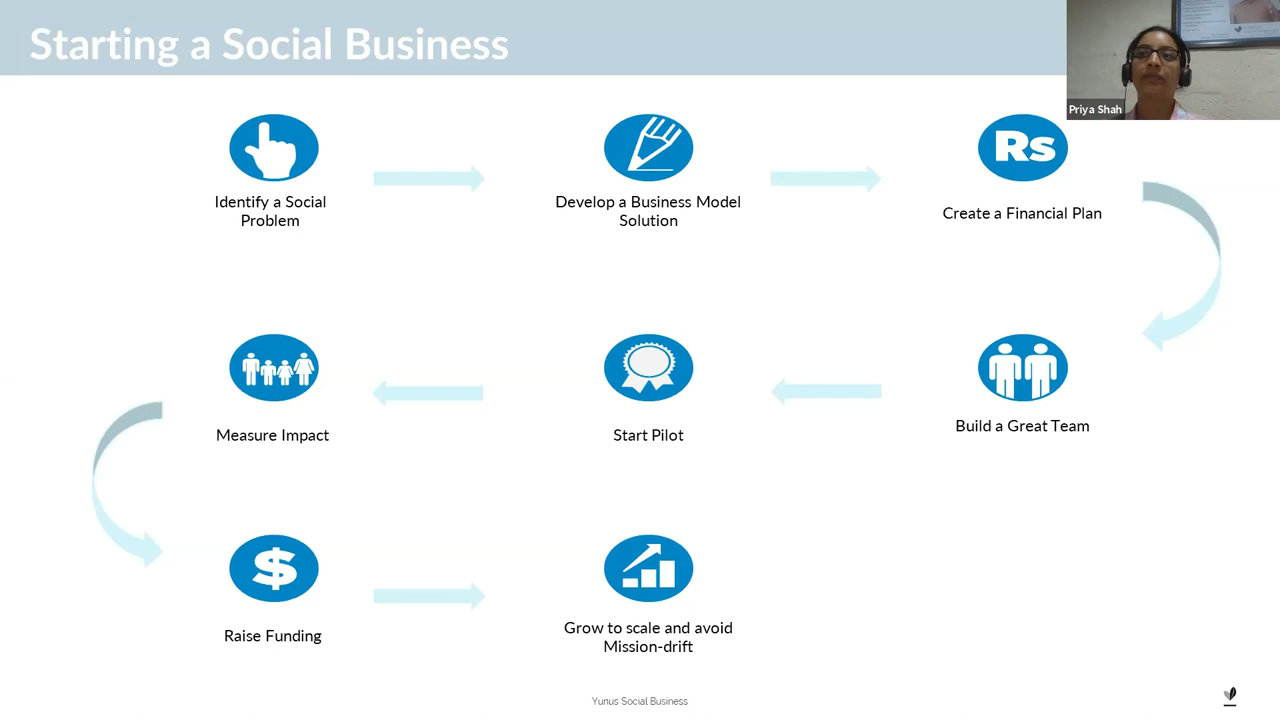 Starting a Social Business
Priya Shah
Rs
Identify a Social
Problem
Develop a Business Model
Solution
Create a Financial Plan
Measure Impact
Start Pilot
Build a Great Team
$
Raise Funding
Grow to scale and avoid
Mission-drift
Yunus Social Business